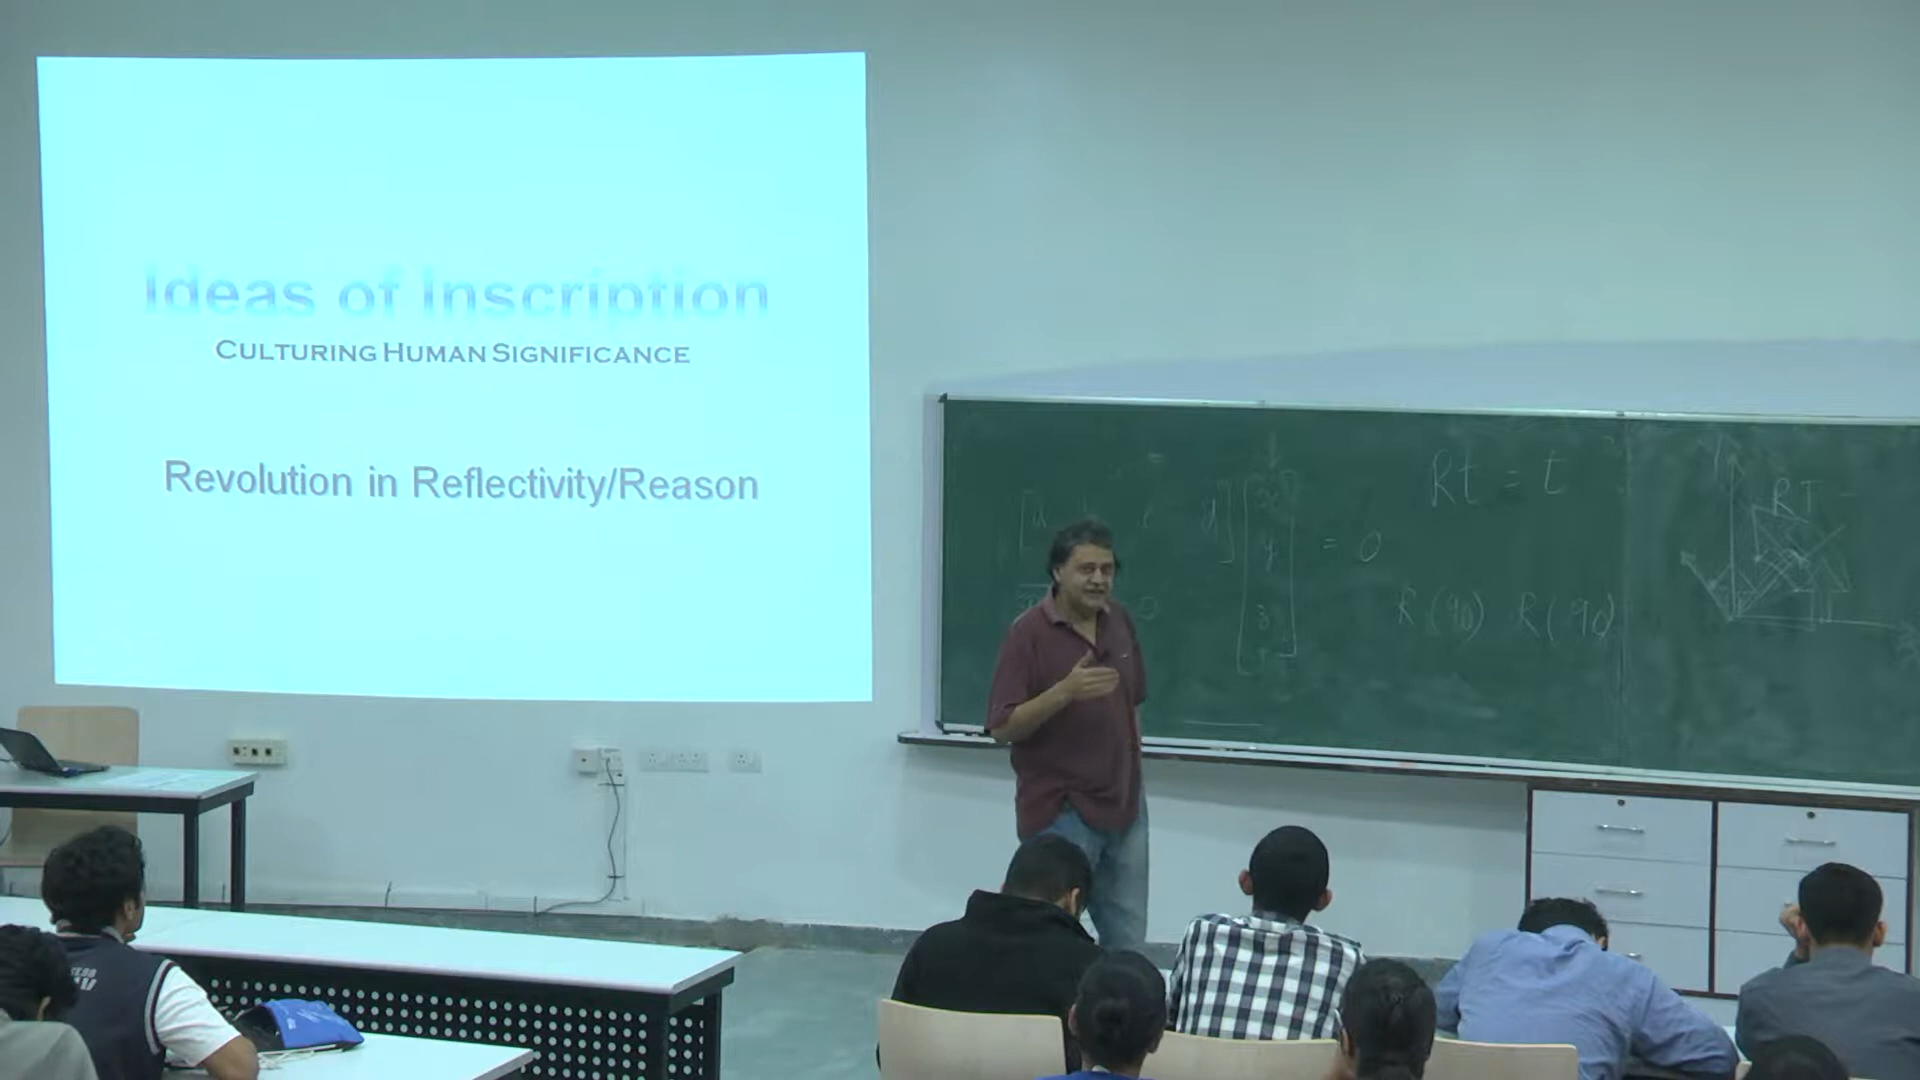 Ideas of Inscription
CULTURING HUMAN SIGNIFICANCE
Revolution in Reflectivity/Reason
Rt = t
= 0
R(90) R(90)
RT
y
z